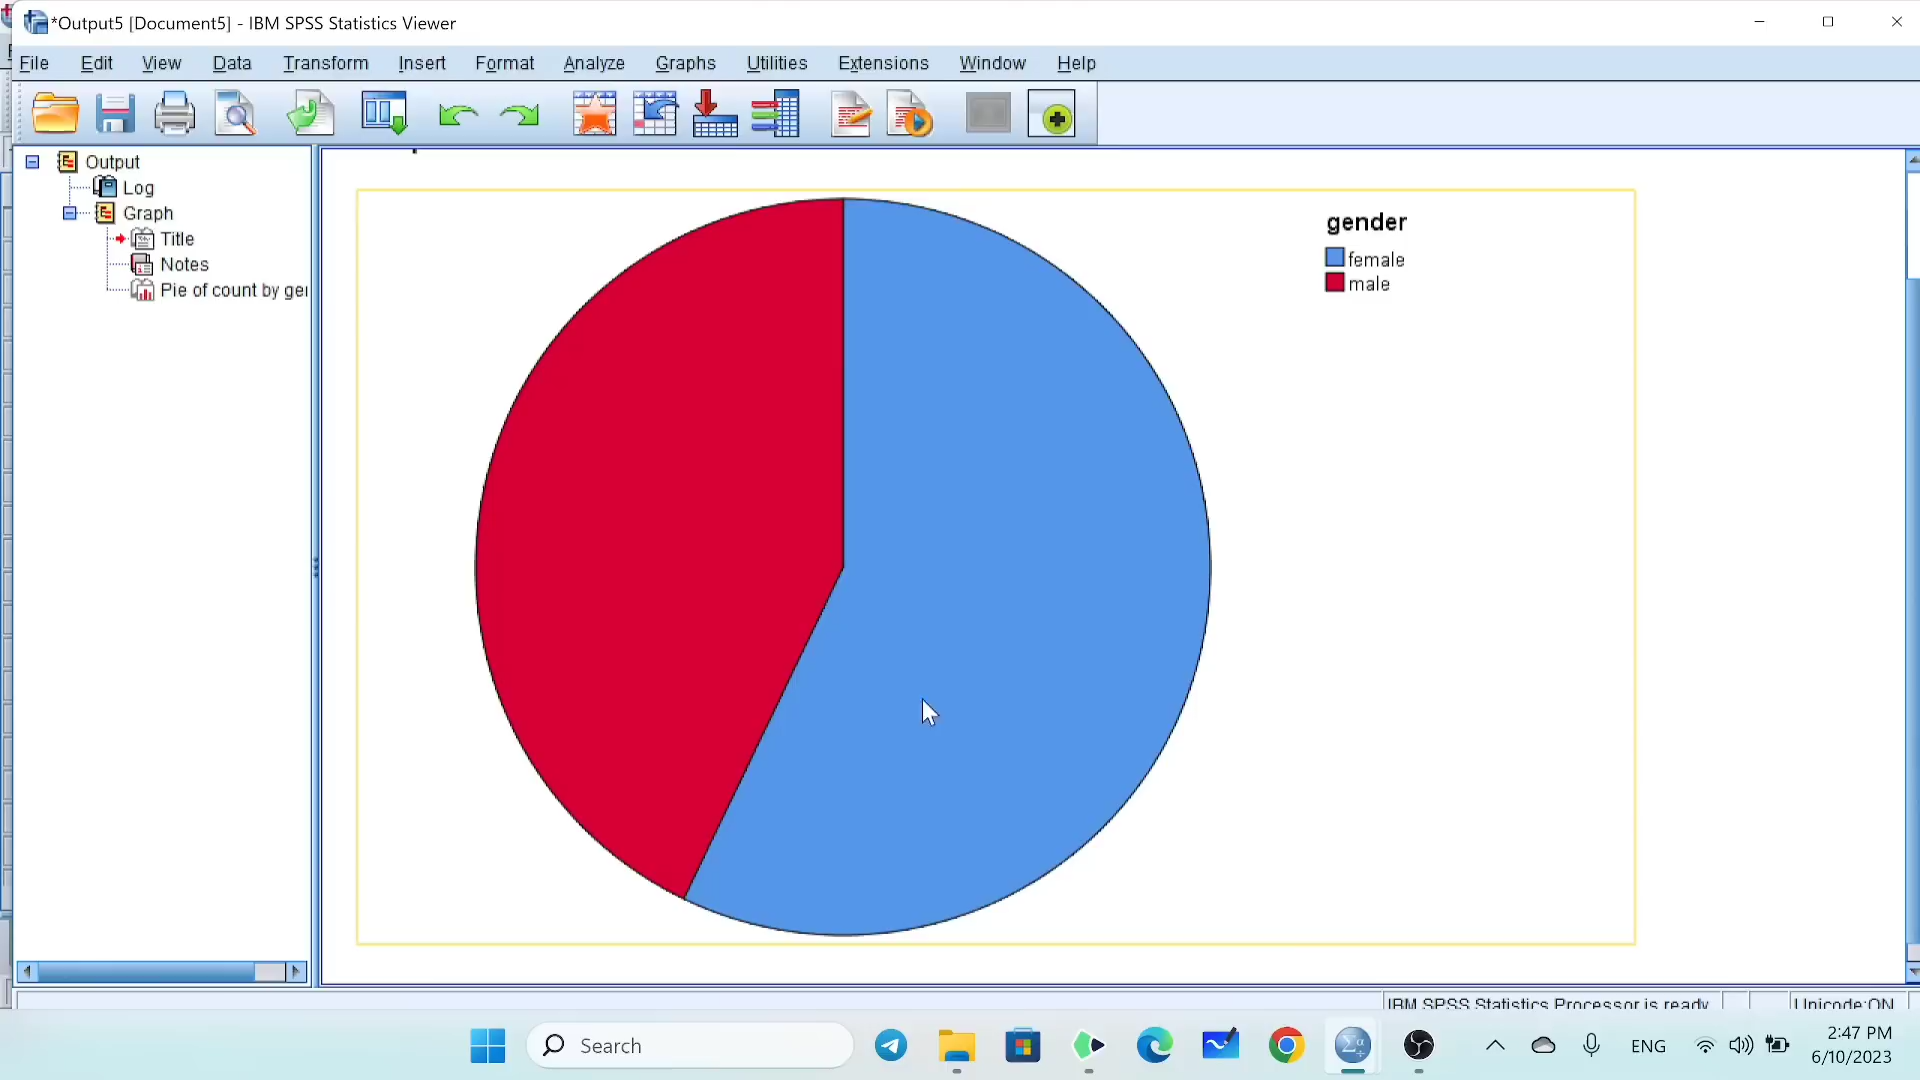 *Output5 [Document5] - IBM SPSS Statistics Viewer
File Edit View Data Transform Insert Format Analyze Graphs Utilities Extensions Window Help
Output
Log
Graph
Title
Notes
Pie of count by ger
gender
female
male
IBM SPSS Statistics Processor is ready
Unicode:ON
Search
ENG
2:47 PM
6/10/2023